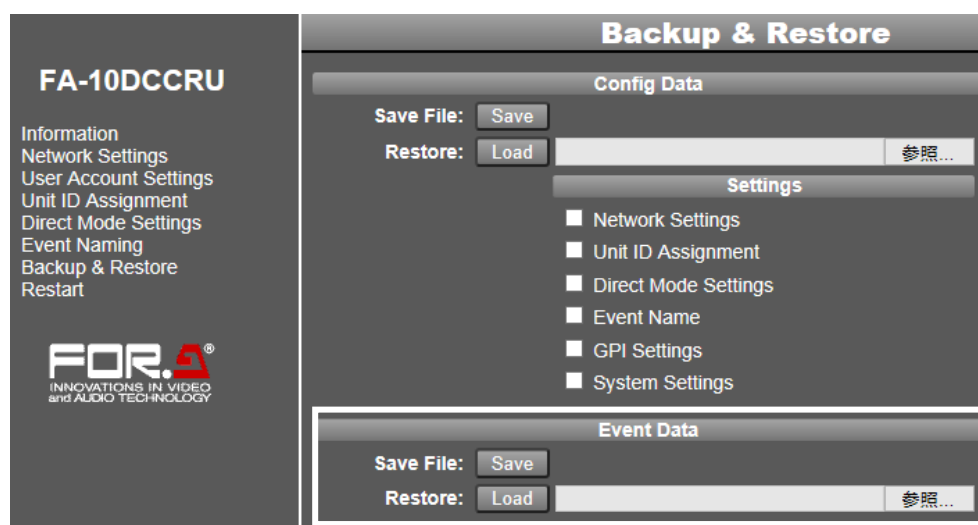 Backup & Restore
FA-10DCCRU
Information
Network Settings
User Account Settings
Unit ID Assignment
Direct Mode Settings
Event Naming
Backup & Restore
Restart
FOR.A®
INNOVATIONS IN VIDEO
and AUDIO TECHNOLOGY
Config Data
Save File: Save
Restore: Load 参照...
Settings
Network Settings
Unit ID Assignment
Direct Mode Settings
Event Name
GPI Settings
System Settings
Event Data
Save File: Save
Restore: Load 参照...